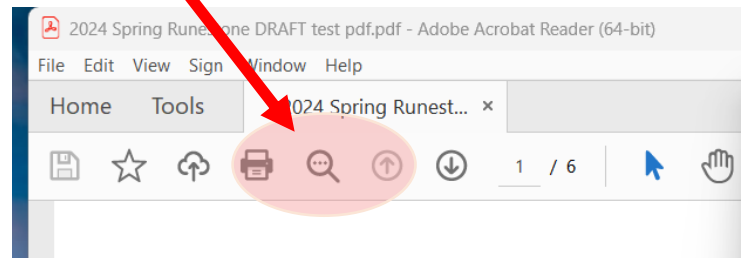 2024 Spring Runestone DRAFT test pdf.pdf - Adobe Acrobat Reader (64-bit)
File Edit View Sign Window Help
Home Tools 2024 Spring Runest... ×
1 / 6